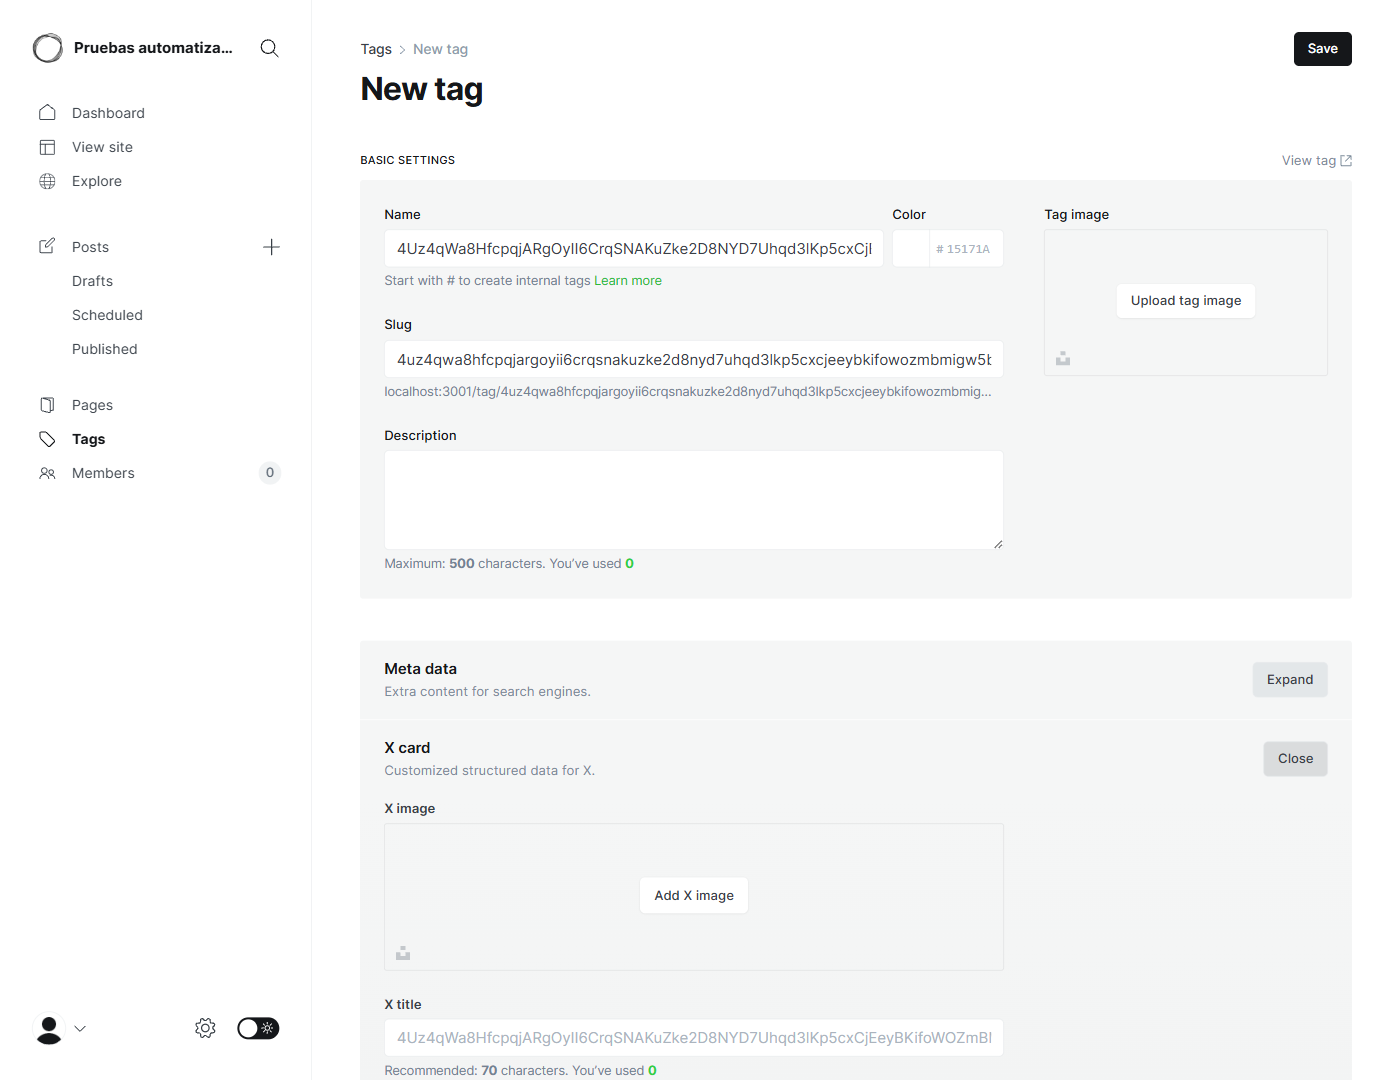 Pruebas automatiza...
Dashboard
View site
Explore
Posts
Drafts
Scheduled
Published
Pages
Tags
Members 0
Tags > New tag
Save
New tag
BASIC SETTINGS
View tag
Name
Color
Tag image
# 15171A
Start with # to create internal tags Learn more
Upload tag image
Slug
4uz4qwa8hfcpqjargoyii6crqsnakuzke2d8nyd7uhqd3lkp5cxcjeeybkifowozmbmigw5b
localhost:3001/tag/4uz4qwa8hfcpqjargoyii6crqsnakuzke2d8nyd7uhqd3lkp5cxcjeeybkifowozmbmig...
Description
Maximum: 500 characters. You’ve used 0
Meta data
Extra content for search engines.
Expand
X card
Customized structured data for X.
Close
X image
Add X image
X title
Recommended: 70 characters. You’ve used 0